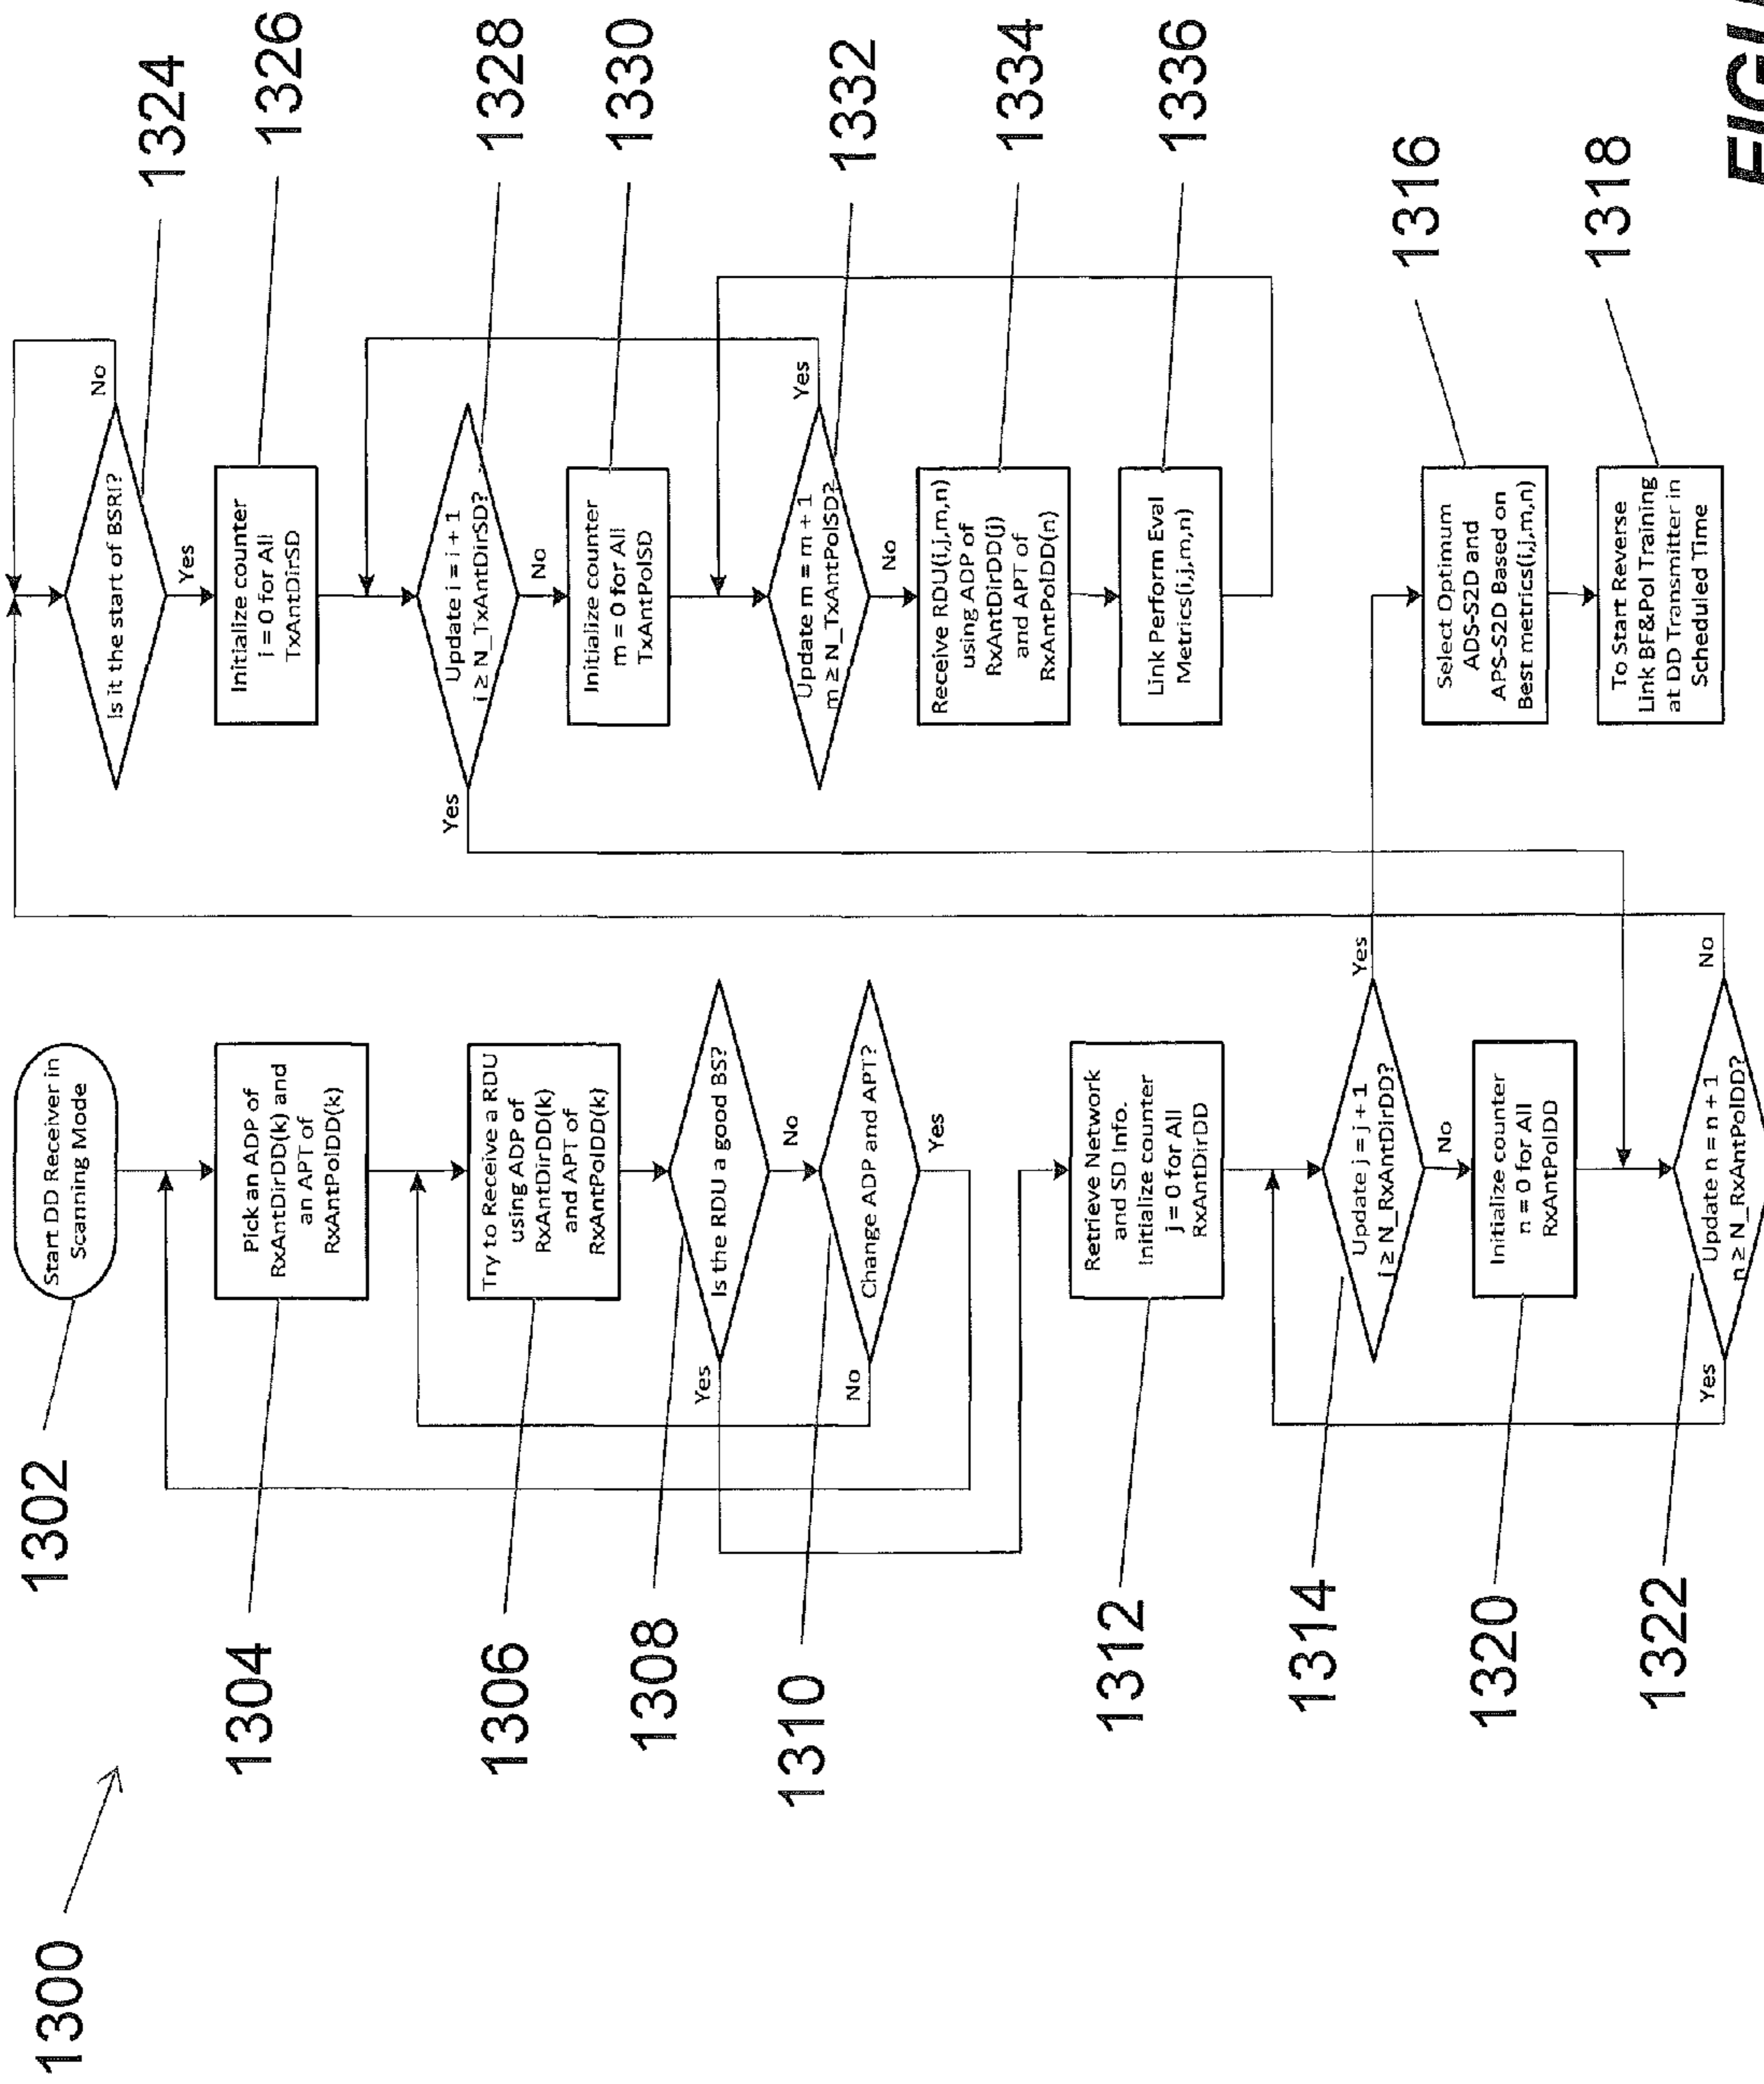 1300
1302
Start DD Receiver in
Scanning Mode
1304
Pick an ADP of
RxAntDirDD(k) and
an APT of
RxAntPolDD(k)
1306
Try to Receive a RDU
using ADP of
RxAntDirDD(k)
and APT of
RxAntPolDD(k)
1308
Is the RDU a good BS?
Yes
No
1310
Change ADP and APT?
No
Yes
1312
Retrieve Network
and SD Info.
Initialize counter
j = 0 for All
RxAntDirDD
1314
Update j = j + 1
j ≥ N_RxAntDirDD?
Yes
No
1320
Initialize counter
n = 0 for All
RxAntPolDD
1322
Update n = n + 1
n ≥ N_RxAntPolDD?
Yes
No
1324
Is it the start of BSRI?
No
Yes
1326
Initialize counter
i = 0 for All
TxAntDirSD
1328
Update i = i + 1
i ≥ N_TxAntDirSD?
Yes
No
1330
Initialize counter
m = 0 for All
TxAntPolSD
1332
Update m = m + 1
m ≥ N_TxAntPolSD?
Yes
No
1334
Receive RDU(i,j,m,n)
using ADP of
RxAntDirDD(j)
and APT of
RxAntPolDD(n)
1336
Link Perform Eval
Metrics(i,j,m,n)
1316
Select Optimum
ADS-S2D and
APS-S2D Based on
Best metrics(i,j,m,n)
1318
To Start Reverse
Link BF&Pol Training
at DD Transmitter in
Scheduled Time